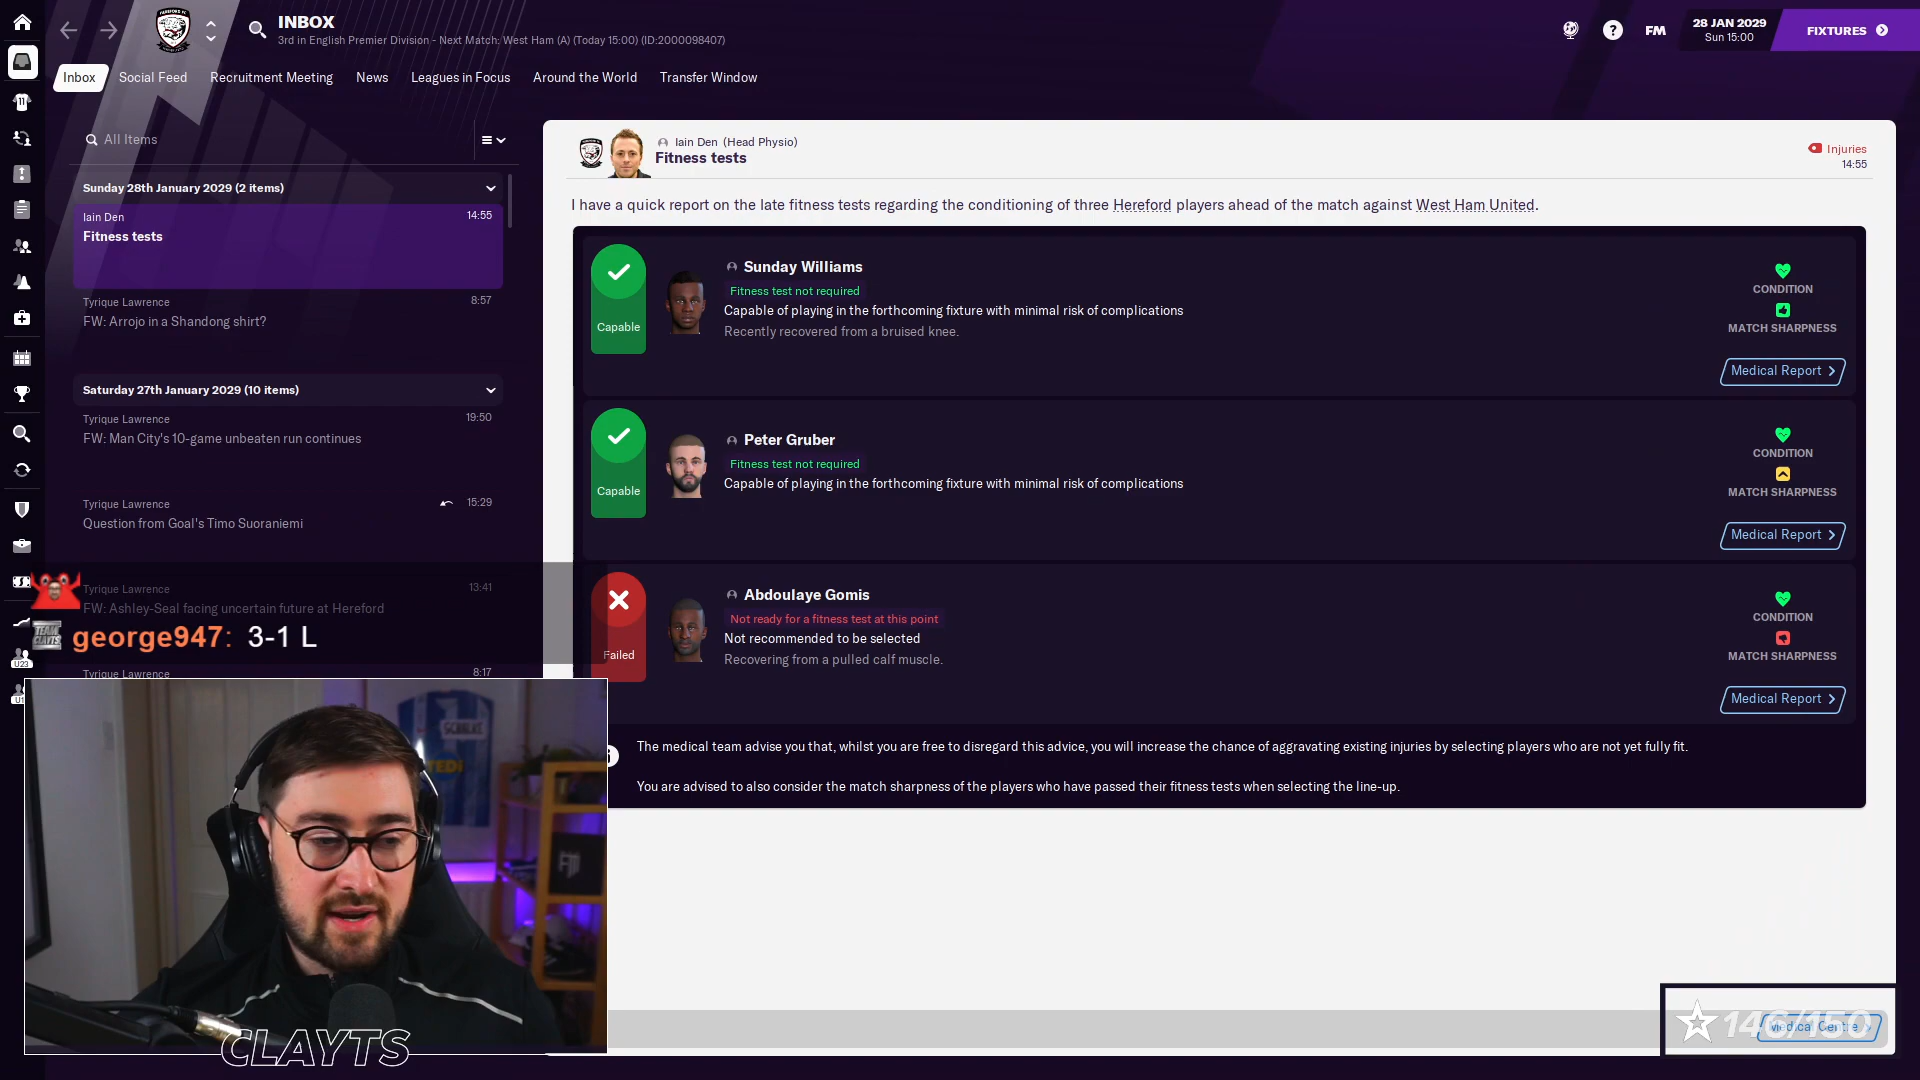 INBOX
3rd in English Premier Division - Next Match: West Ham (A) (Today 15:00) (ID:2000098407)
FM
28 JAN 2029
Sun 15:00
FIXTURES
Inbox
Social Feed
Recruitment Meeting
News
Leagues in Focus
Around the World
Transfer Window
All Items
Sunday 28th January 2029 (2 items)
Iain Den
14:55
Fitness tests
Tyrique Lawrence
8:57
FW: Arrojo in a Shandong shirt?
Saturday 27th January 2029 (10 items)
Tyrique Lawrence
19:50
FW: Man City's 10-game unbeaten run continues
Tyrique Lawrence
15:29
Question from Goal's Timo Suoraniemi
Tyrique Lawrence
13:41
FW: Ashley-Seal facing uncertain future at Hereford
TEAM CLAYTS
george947: 3-1 L
U23
Tyrique Lawrence
8:17
Iain Den (Head Physio)
Fitness tests
Injuries
14:55
I have a quick report on the late fitness tests regarding the conditioning of three Hereford players ahead of the match against West Ham United.
Capable
Sunday Williams
Fitness test not required
Capable of playing in the forthcoming fixture with minimal risk of complications
Recently recovered from a bruised knee.
CONDITION
MATCH SHARPNESS
Medical Report
Capable
Peter Gruber
Fitness test not required
Capable of playing in the forthcoming fixture with minimal risk of complications
CONDITION
MATCH SHARPNESS
Medical Report
Failed
Abdoulaye Gomis
Not ready for a fitness test at this point
Not recommended to be selected
Recovering from a pulled calf muscle.
CONDITION
MATCH SHARPNESS
Medical Report
The medical team advise you that, whilst you are free to disregard this advice, you will increase the chance of aggravating existing injuries by selecting players who are not yet fully fit.
You are advised to also consider the match sharpness of the players who have passed their fitness tests when selecting the line-up.
CLAYTS
146/150
Medical Centre